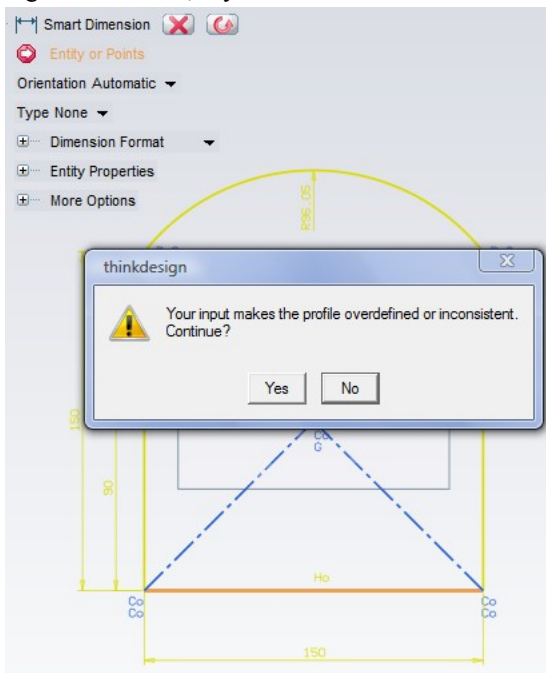 Smart Dimension
Entity or Points
Orientation Automatic
Type None
Dimension Format
Entity Properties
More Options
R96.05
thinkdesign
Your input makes the profile overdefined or inconsistent.
Continue?
Yes
No
150
Co
G
90
Ho
Co
Co
Co
Co
150